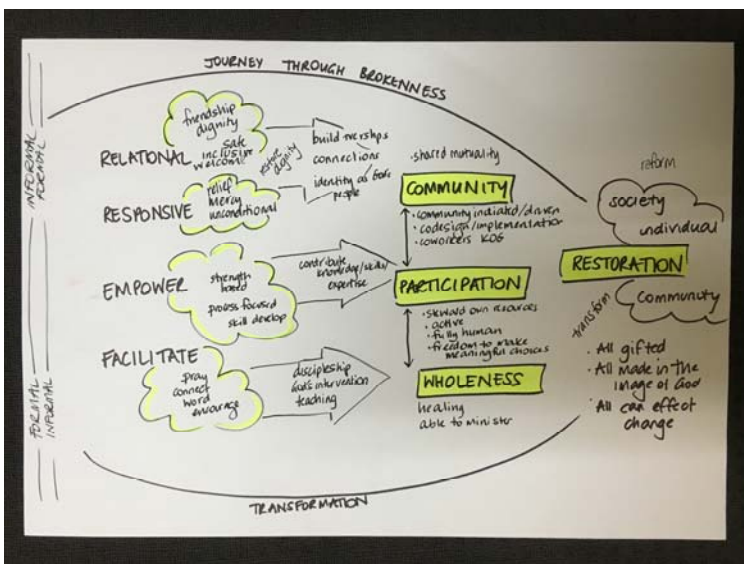 JOURNEY THROUGH BROKENNESS
INFORMAL
FORMAL
friendship
dignity
safe
inclusive
welcome
RELATIONAL
restore
dignity
build
connections
identity as God's
people
relief
mercy
unconditional
RESPONSIVE
EMPOWER
strength
based
process focused
skill develop
contribute
knowledge/skills/
expertise
FACILITATE
pray
connect
word
encourage
discipleship
God's intervention
teaching
FORMAL
INFORMAL
·shared mutuality
COMMUNITY
·community indiated/driven
·codesign/implementation
·coworkers KOG
PARTICIPATION
·steward own resources
·active
·fully human
·freedom to make
meaningful choices
WHOLENESS
healing
able to minister
reform
society
individual
RESTORATION
community
transform
·All gifted
·All made in the
image of God
·All can effect
change
TRANSFORMATION